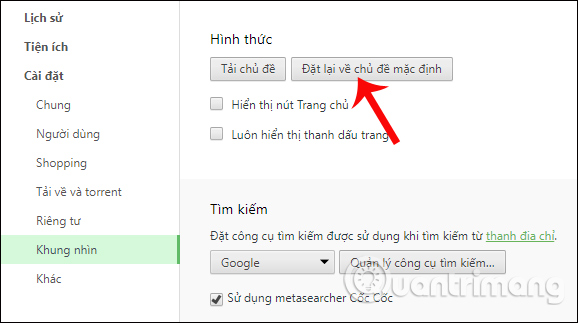 Lịch sử
Tiện ích
Cài đặt
Chung
Người dùng
Shopping
Tải về và torrent
Riêng tư
Khung nhìn
Khác
Hình thức
Tải chủ đề
Đặt lại về chủ đề mặc định
Hiển thị nút Trang chủ
Luôn hiển thị thanh dấu trang
Tìm kiếm
Đặt công cụ tìm kiếm được sử dụng khi tìm kiếm từ thanh địa chỉ.
Google
Quản lý công cụ tìm kiếm...
Sử dụng metasearcher Cốc Cốc
Quantrimang